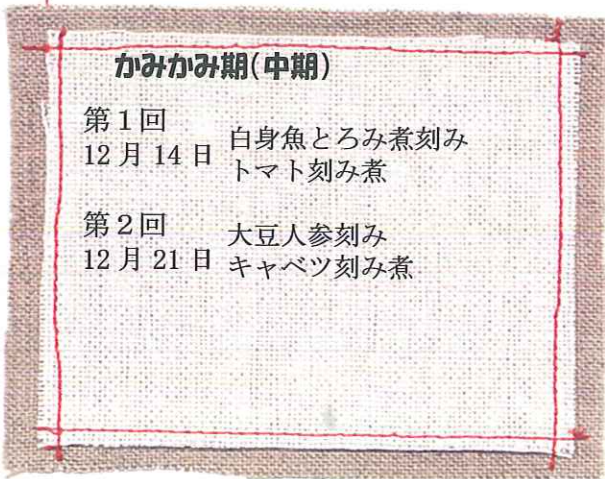 かみかみ期(中期)
第1回
12月14日
白身魚とろみ煮刻み
トマト刻み煮
第2回
12月21日
大豆人参刻み
キャベツ刻み煮